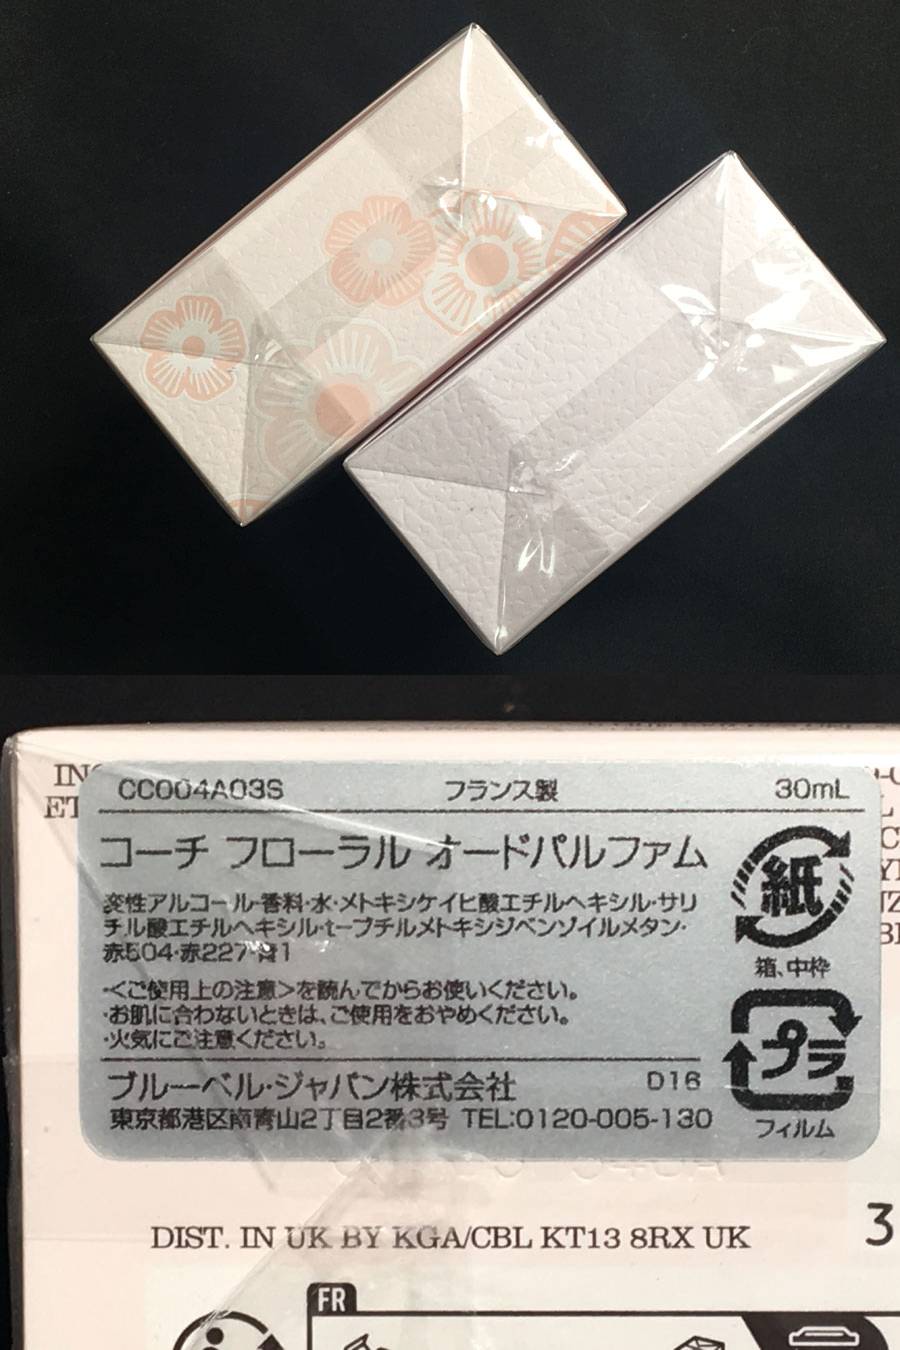 CC004A03S フランス製 30mL
コーチ フローラル オードパルファム
変性アルコール・香料・水・メトキシケイヒ酸エチルヘキシル・サリ
チル酸エチルヘキシル・t-ブチルメトキシジベンゾイルメタン・
赤504・赤227・青1
・<ご使用上の注意>を読んでからお使いください。
・お肌に合わないときは、ご使用をおやめください。
・火気にご注意ください。
ブルーベル・ジャパン株式会社 D16
東京都港区南青山2丁目2番3号 TEL:0120-005-130
紙
箱、中枠
プラ
フィルム
DIST. IN UK BY KGA/CBL KT13 8RX UK
3
FR